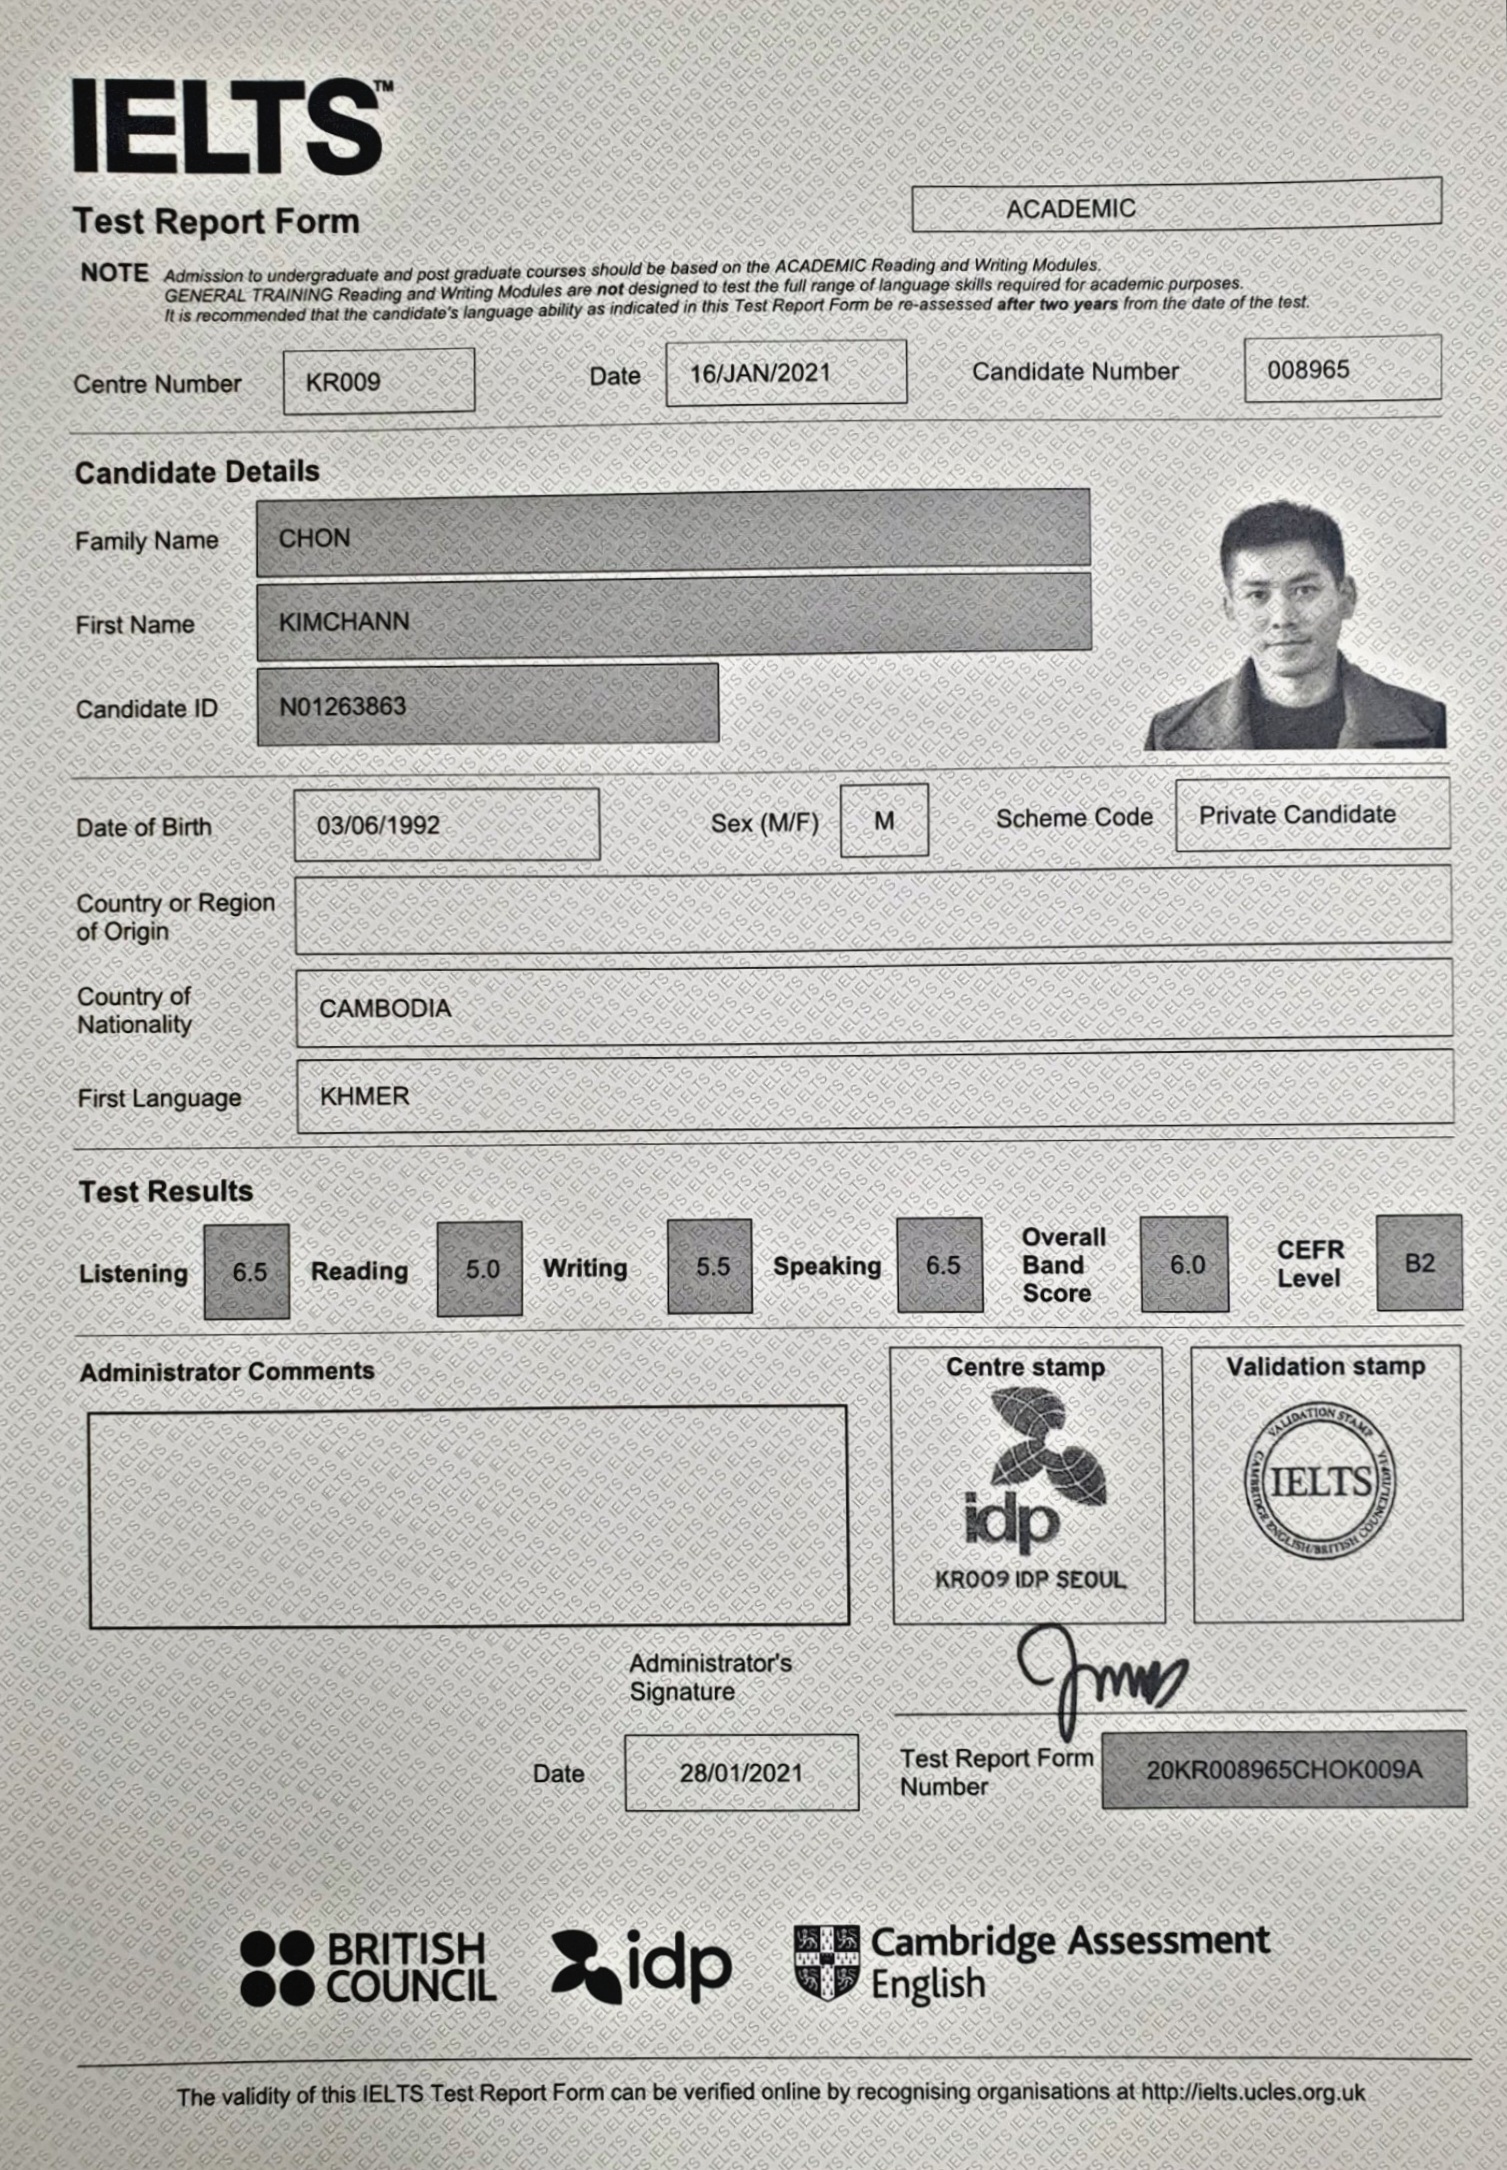 IELTS™
Test Report Form
ACADEMIC
NOTE Admission to undergraduate and post graduate courses should be based on the ACADEMIC Reading and Writing Modules.
GENERAL TRAINING Reading and Writing Modules are not designed to test the full range of language skills required for academic purposes.
It is recommended that the candidate's language ability as indicated in this Test Report Form be re-assessed after two years from the date of the test.
Centre Number KR009 Date 16/JAN/2021 Candidate Number 008965
Candidate Details
Family Name CHON
First Name KIMCHANN
Candidate ID N01263863
Date of Birth 03/06/1992 Sex (M/F) M Scheme Code Private Candidate
Country or Region
of Origin
Country of
Nationality
CAMBODIA
First Language KHMER
Test Results
Listening 6.5 Reading 5.0 Writing 5.5 Speaking 6.5
Overall
Band
Score
6.0
CEFR
Level
B2
Administrator Comments
Centre stamp
idp
KR009 IDP SEOUL
Validation stamp
VALIDATION STAMP
IELTS
CAMBRIDGE ENGLISH/BRITISH COUNCIL/IDP:IA
Administrator's
Signature
Date 28/01/2021
Test Report Form
Number
20KR008965CHOK009A
BRITISH
COUNCIL
idp
Cambridge Assessment
English
The validity of this IELTS Test Report Form can be verified online by recognising organisations at http://ielts.ucles.org.uk